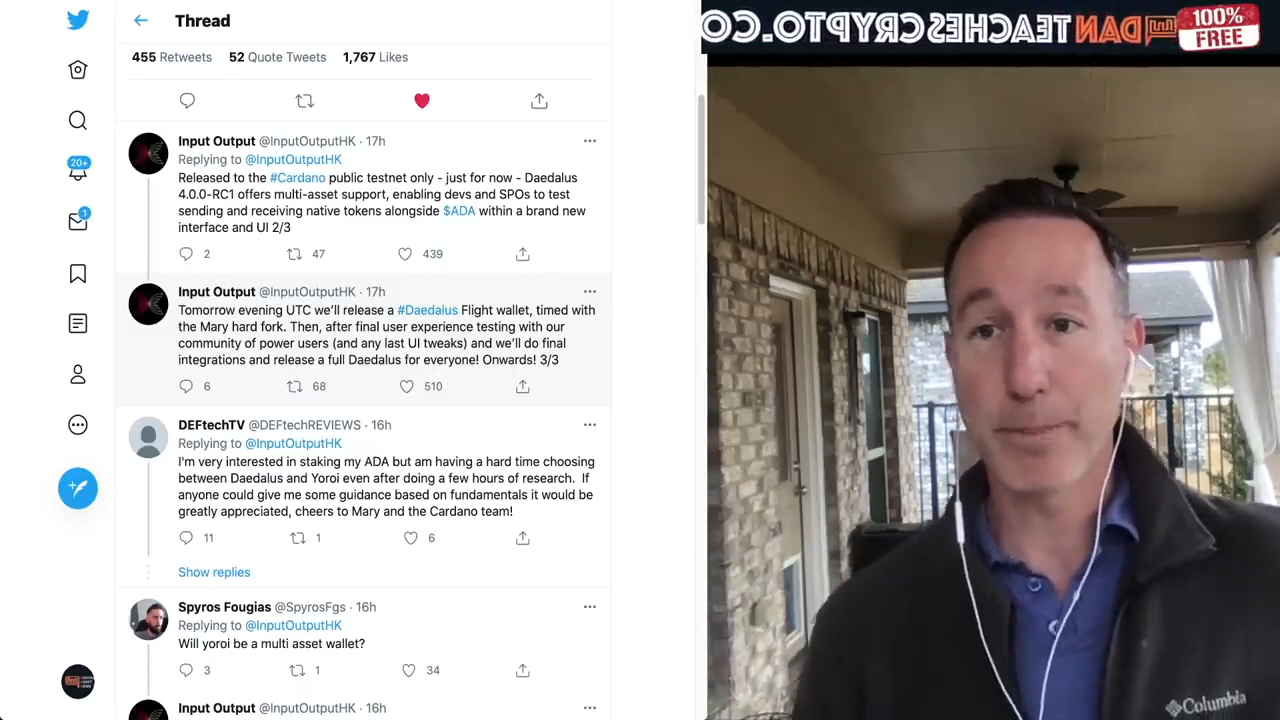 Thread
455 Retweets 52 Quote Tweets 1,767 Likes
Input Output @InputOutputHK · 17h
Replying to @InputOutputHK
Released to the #Cardano public testnet only - just for now - Daedalus
4.0.0-RC1 offers multi-asset support, enabling devs and SPOs to test
sending and receiving native tokens alongside $ADA within a brand new
interface and UI 2/3
2 47 439
Input Output @InputOutputHK · 17h
Tomorrow evening UTC we'll release a #Daedalus Flight wallet, timed with
the Mary hard fork. Then, after final user experience testing with our
community of power users (and any last UI tweaks) and we'll do final
integrations and release a full Daedalus for everyone! Onwards! 3/3
6 68 510
DEFtechTV @DEFtechREVIEWS · 16h
Replying to @InputOutputHK
I'm very interested in staking my ADA but am having a hard time choosing
between Daedalus and Yoroi even after doing a few hours of research. If
anyone could give me some guidance based on fundamentals it would be
greatly appreciated, cheers to Mary and the Cardano team!
11 1 6
Show replies
Spyros Fougias @SpyrosFgs · 16h
Replying to @InputOutputHK
Will yoroi be a multi asset wallet?
3 1 34
Input Output @InputOutputHK · 16h
20+
1
DAN TEACHES CRYPTO.CO
100%
FREE
Columbia